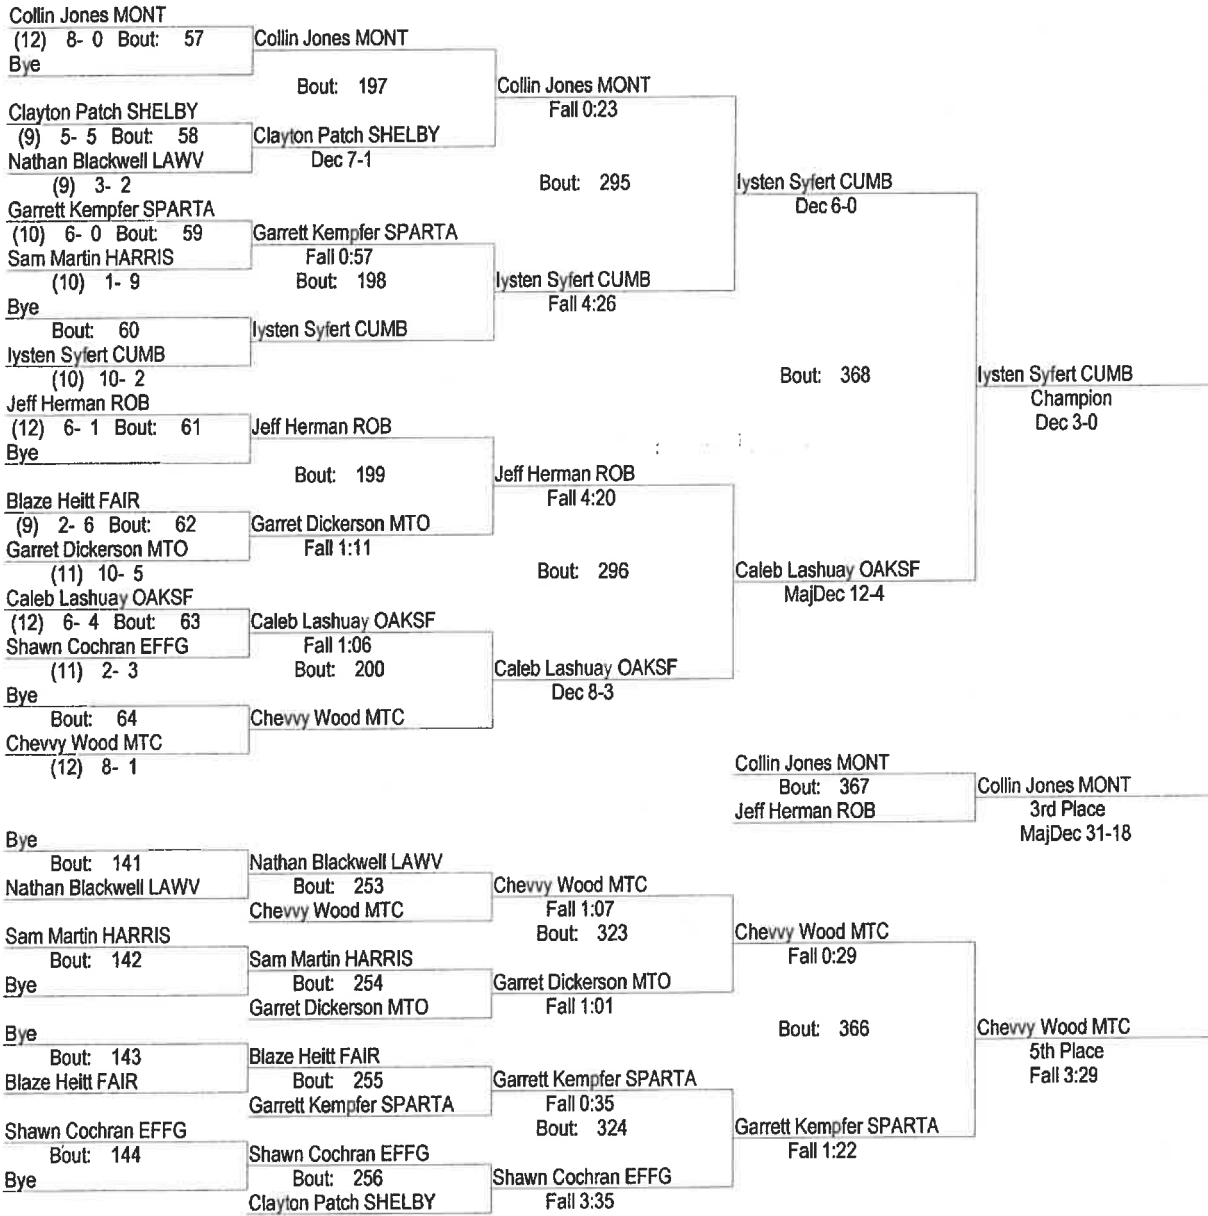 Collin Jones MONT
(12) 8- 0 Bout: 57
Bye
Clayton Patch SHELBY
(9) 5- 5 Bout: 58
Nathan Blackwell LAWV
(9) 3- 2
Garrett Kempfer SPARTA
(10) 6- 0 Bout: 59
Sam Martin HARRIS
(10) 1- 9
Bye
Bout: 60
Iysten Syfert CUMB
(10) 10- 2
Jeff Herman ROB
(12) 6- 1 Bout: 61
Bye
Blaze Heitt FAIR
(9) 2- 6 Bout: 62
Garret Dickerson MTO
(11) 10- 5
Caleb Lashuay OAKSF
(12) 6- 4 Bout: 63
Shawn Cochran EFFG
(11) 2- 3
Bye
Bout: 64
Chevvy Wood MTC
(12) 8- 1
Collin Jones MONT
Bout: 197
Clayton Patch SHELBY
Dec 7-1
Garrett Kempfer SPARTA
Fall 0:57
Bout: 198
Iysten Syfert CUMB
Jeff Herman ROB
Bout: 199
Garret Dickerson MTO
Fall 1:11
Caleb Lashuay OAKSF
Fall 1:06
Bout: 200
Chevvy Wood MTC
Collin Jones MONT
Fall 0:23
Bout: 295
Iysten Syfert CUMB
Fall 4:26
Jeff Herman ROB
Fall 4:20
Bout: 296
Caleb Lashuay OAKSF
Dec 8-3
Iysten Syfert CUMB
Dec 6-0
Bout: 368
Caleb Lashuay OAKSF
MajDec 12-4
Iysten Syfert CUMB
Champion
Dec 3-0
Collin Jones MONT
Bout: 367
Jeff Herman ROB
Collin Jones MONT
3rd Place
MajDec 31-18
Bye
Bout: 141
Nathan Blackwell LAWV
Sam Martin HARRIS
Bout: 142
Bye
Bye
Bout: 143
Blaze Heitt FAIR
Shawn Cochran EFFG
Bout: 144
Bye
Nathan Blackwell LAWV
Bout: 253
Chevvy Wood MTC
Sam Martin HARRIS
Bout: 254
Garret Dickerson MTO
Blaze Heitt FAIR
Bout: 255
Garrett Kempfer SPARTA
Shawn Cochran EFFG
Bout: 256
Clayton Patch SHELBY
Chevvy Wood MTC
Fall 1:07
Bout: 323
Garret Dickerson MTO
Fall 1:01
Garrett Kempfer SPARTA
Fall 0:35
Bout: 324
Shawn Cochran EFFG
Fall 3:35
Chevvy Wood MTC
Fall 0:29
Bout: 366
Garrett Kempfer SPARTA
Fall 1:22
Chevvy Wood MTC
5th Place
Fall 3:29